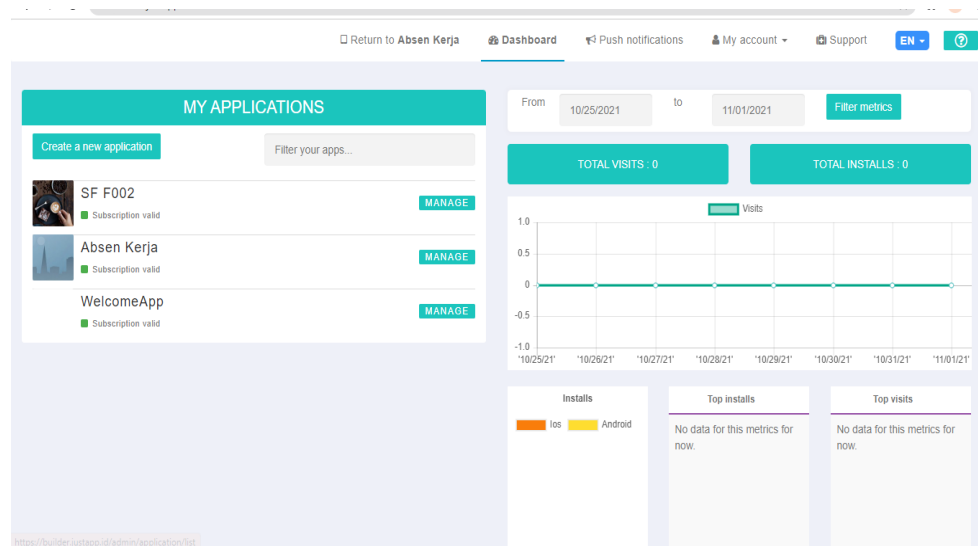 Return to Absen Kerja
Dashboard
Push notifications
My account
Support
EN
MY APPLICATIONS
Create a new application
Filter your apps...
SF F002
Subscription valid
MANAGE
Absen Kerja
Subscription valid
MANAGE
WelcomeApp
Subscription valid
MANAGE
From
10/25/2021
to
11/01/2021
Filter metrics
TOTAL VISITS : 0
TOTAL INSTALLS : 0
Visits
1.0
0.5
0
-0.5
-1.0
'10/25/21'
'10/26/21'
'10/27/21'
'10/28/21'
'10/29/21'
'10/30/21'
'10/31/21'
'11/01/21'
Installs
Ios
Android
Top installs
No data for this metrics for
now.
Top visits
No data for this metrics for
now.
https://builder.justapp.id/admin/application/list